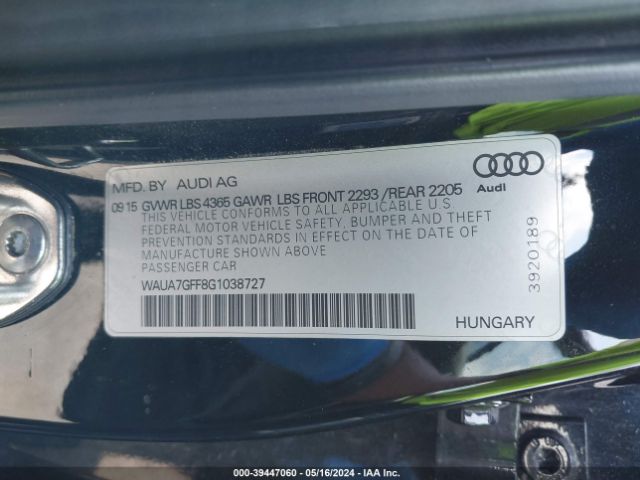 MFD. BY AUDI AG
09 15 GVWR LBS 4365 GAWR LBS FRONT 2293 / REAR 2205
THIS VEHICLE CONFORMS TO ALL APPLICABLE U.S.
FEDERAL MOTOR VEHICLE SAFETY, BUMPER AND THEFT
PREVENTION STANDARDS IN EFFECT ON THE DATE OF
MANUFACTURE SHOWN ABOVE
PASSENGER CAR
WAUA7GFF8G1038727
Audi
3920189
HUNGARY
000-39447060 - 05/16/2024 - IAA Inc.